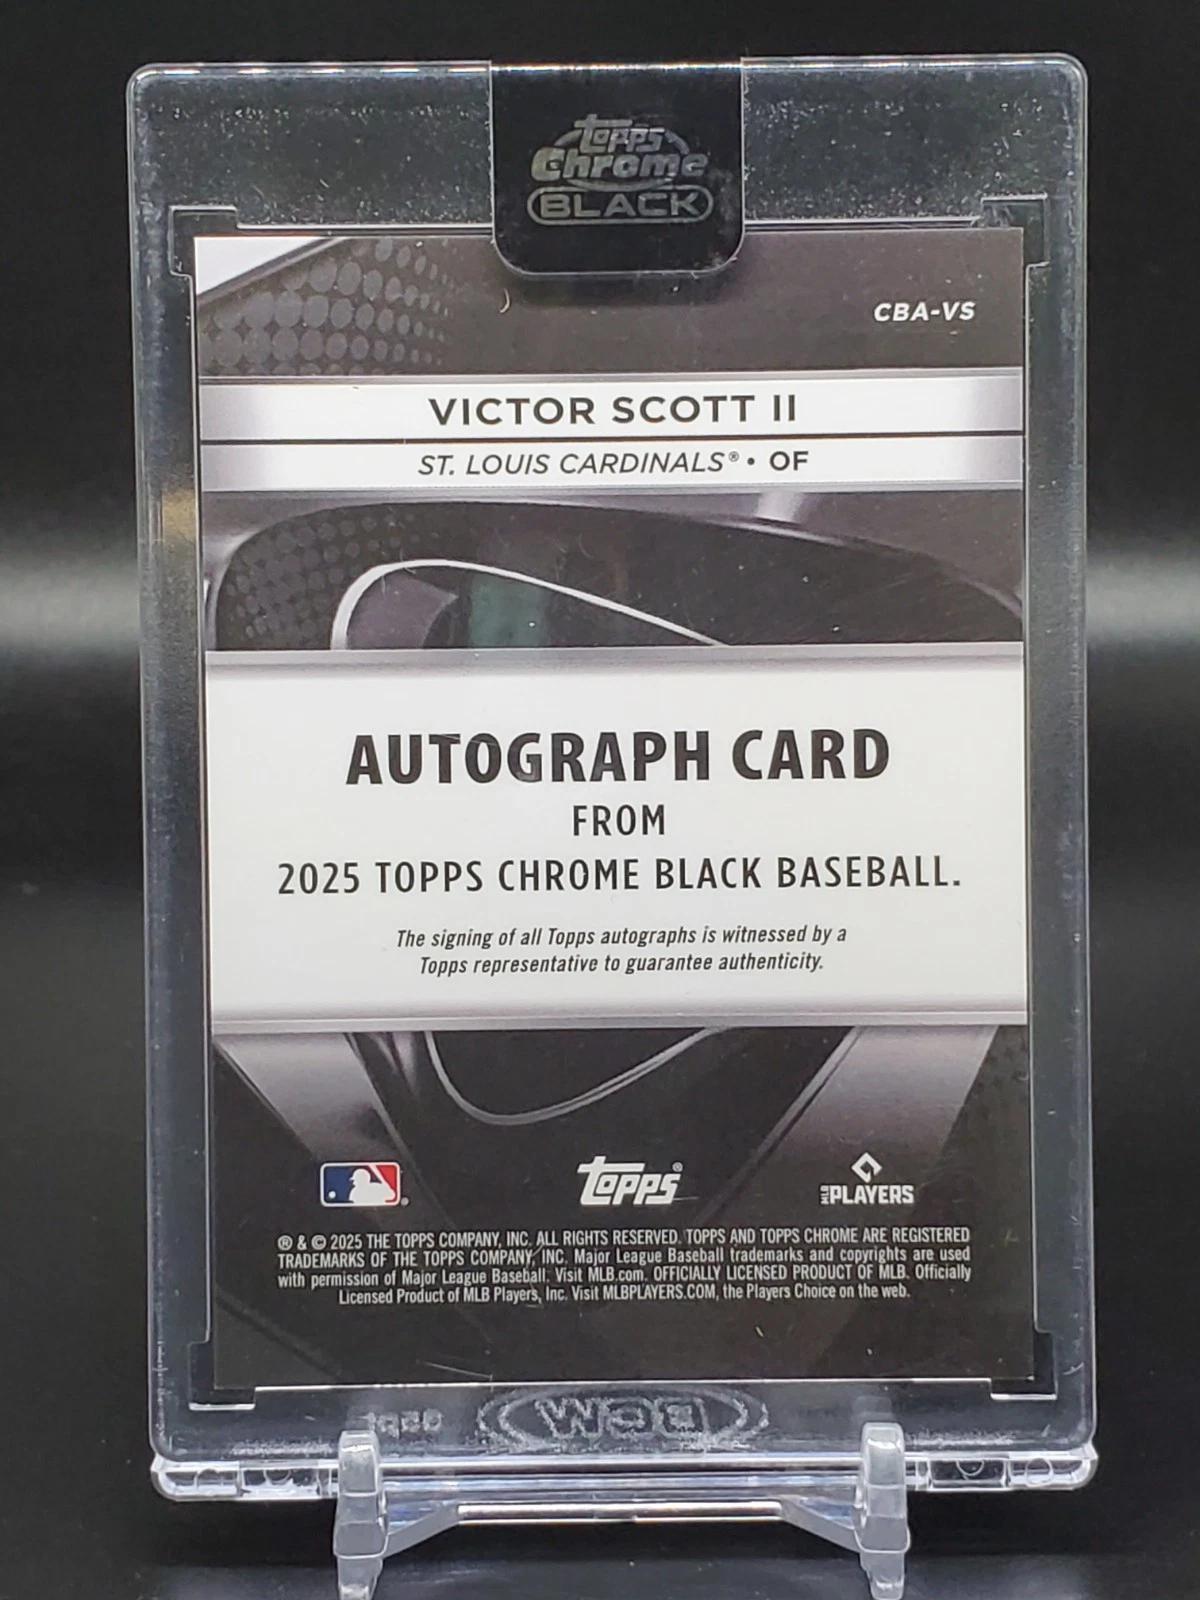 Topps
Chrome
BLACK
CBA-VS
VICTOR SCOTT II
ST. LOUIS CARDINALS® • OF
AUTOGRAPH CARD
FROM
2025 TOPPS CHROME BLACK BASEBALL.
The signing of all Topps autographs is witnessed by a
Topps representative to guarantee authenticity.
Topps®
MLB PLAYERS
® & © 2025 THE TOPPS COMPANY, INC. ALL RIGHTS RESERVED. TOPPS AND TOPPS CHROME ARE REGISTERED
TRADEMARKS OF THE TOPPS COMPANY, INC. Major League Baseball trademarks and copyrights are used
with permission of Major League Baseball. Visit MLB.com. OFFICIALLY LICENSED PRODUCT OF MLB. Officially
Licensed Product of MLB Players, Inc. Visit MLBPLAYERS.COM, the Players Choice on the web.